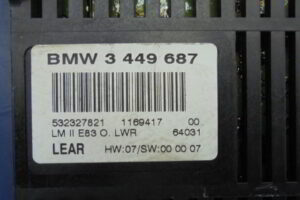 BMW 3 449 687
532327821 1169417 00
LM II E83 O. LWR 64031
LEAR HW:07/SW:00 00 07